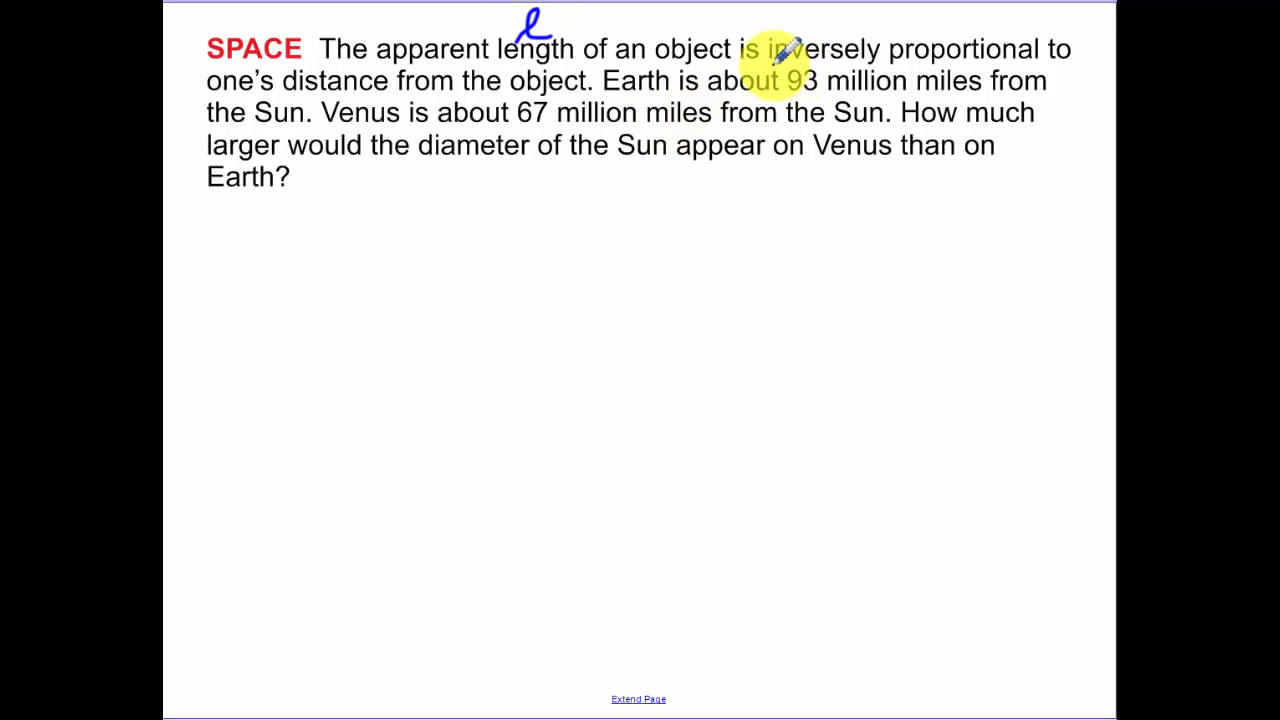 ℓ
SPACE The apparent length of an object is inversely proportional to
one’s distance from the object. Earth is about 93 million miles from
the Sun. Venus is about 67 million miles from the Sun. How much
larger would the diameter of the Sun appear on Venus than on
Earth?
Extend Page